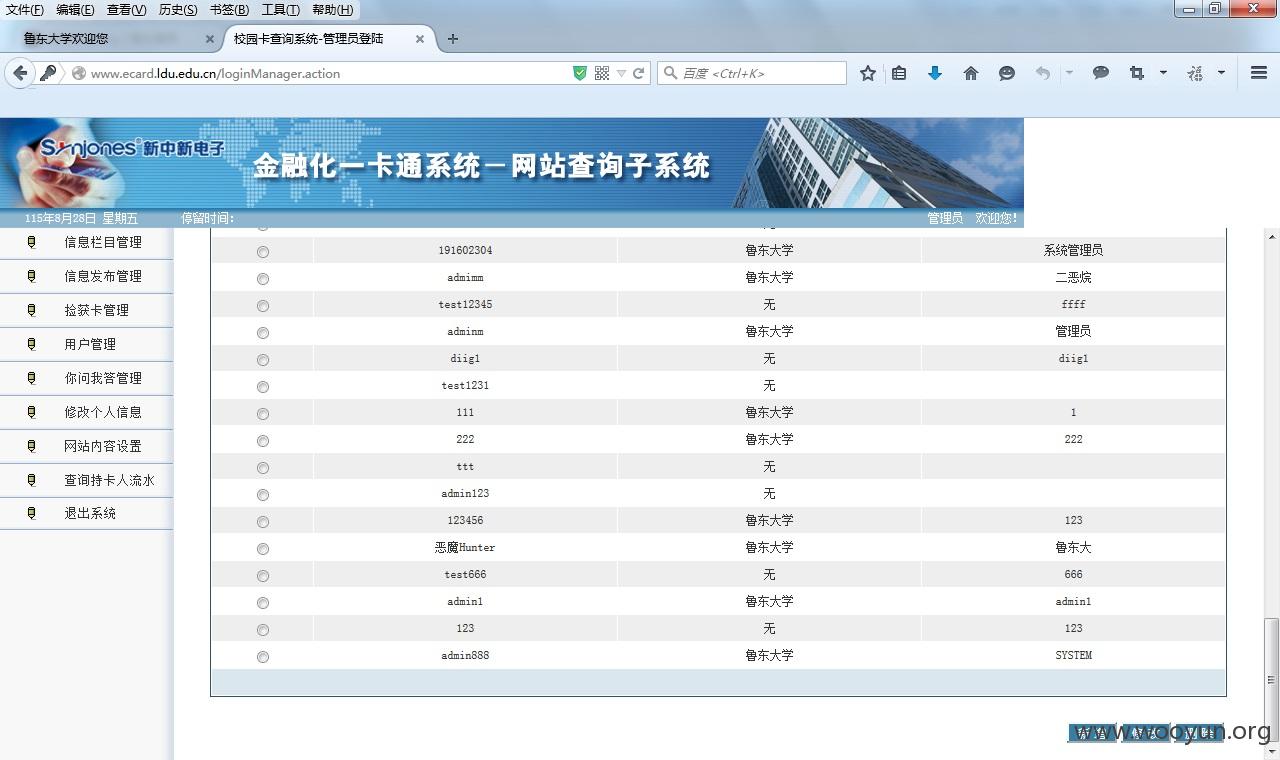 文件(F) 编辑(E) 查看(V) 历史(S) 书签(B) 工具(T) 帮助(H)
鲁东大学欢迎您 × 校园卡查询系统-管理员登陆 × +
www.ecard.ldu.edu.cn/loginManager.action 百度 <Ctrl+K>
Synjones 新中新电子
金融化一卡通系统－网站查询子系统
115年8月28日 星期五 停留时间： 管理员 欢迎您！
信息栏目管理
信息发布管理
捡获卡管理
用户管理
你问我答管理
修改个人信息
网站内容设置
查询持卡人流水
退出系统
191602304 鲁东大学 系统管理员
admimm 鲁东大学 二恶烷
test12345 无 ffff
adminm 鲁东大学 管理员
diig1 无 diig1
test1231 无
111 鲁东大学 1
222 鲁东大学 222
ttt 无
admin123 无
123456 鲁东大学 123
恶魔Hunter 鲁东大学 鲁东大
test666 无 666
admin1 鲁东大学 admin1
123 无 123
admin888 鲁东大学 SYSTEM
www.wooyun.org